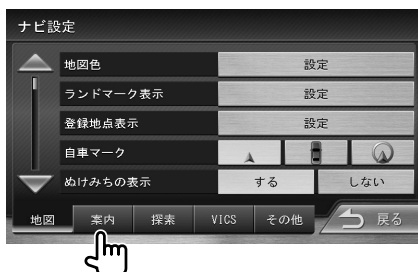 ナビ設定
地図色 設定
ランドマーク表示 設定
登録地点表示 設定
自車マーク
ぬけみちの表示 する しない
地図 案内 探索 VICS その他 戻る